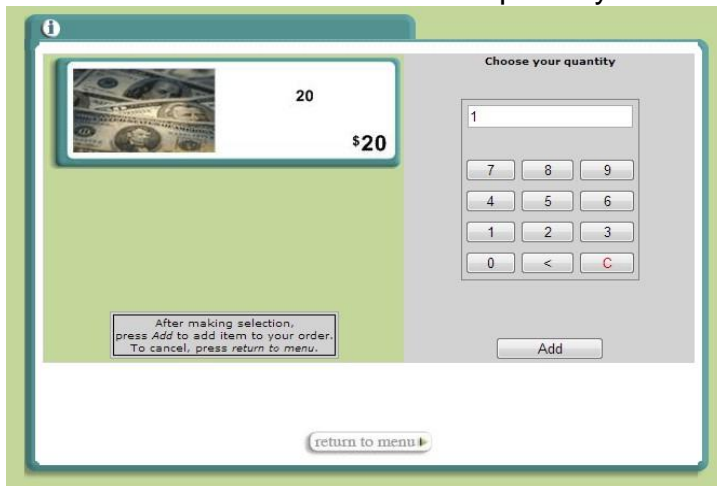 i
20
$20
Choose your quantity
1
7 8 9
4 5 6
1 2 3
0 < C
After making selection,
press Add to add item to your order.
To cancel, press return to menu.
Add
return to menu